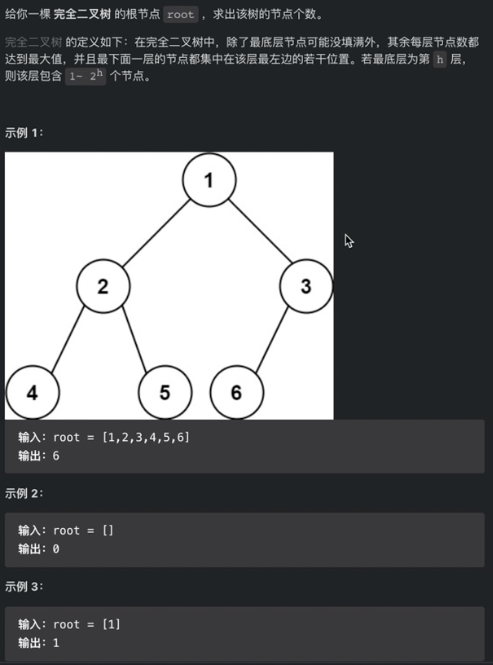 给你一棵 完全二叉树 的根节点 root ，求出该树的节点个数。
完全二叉树 的定义如下：在完全二叉树中，除了最底层节点可能没填满外，其余每层节点数都
达到最大值，并且最下面一层的节点都集中在该层最左边的若干位置。若最底层为第 h 层，
则该层包含 1~ 2^h 个节点。
示例 1：
1
2 3
4 5 6
输入：root = [1,2,3,4,5,6]
输出：6
示例 2：
输入：root = []
输出：0
示例 3：
输入：root = [1]
输出：1